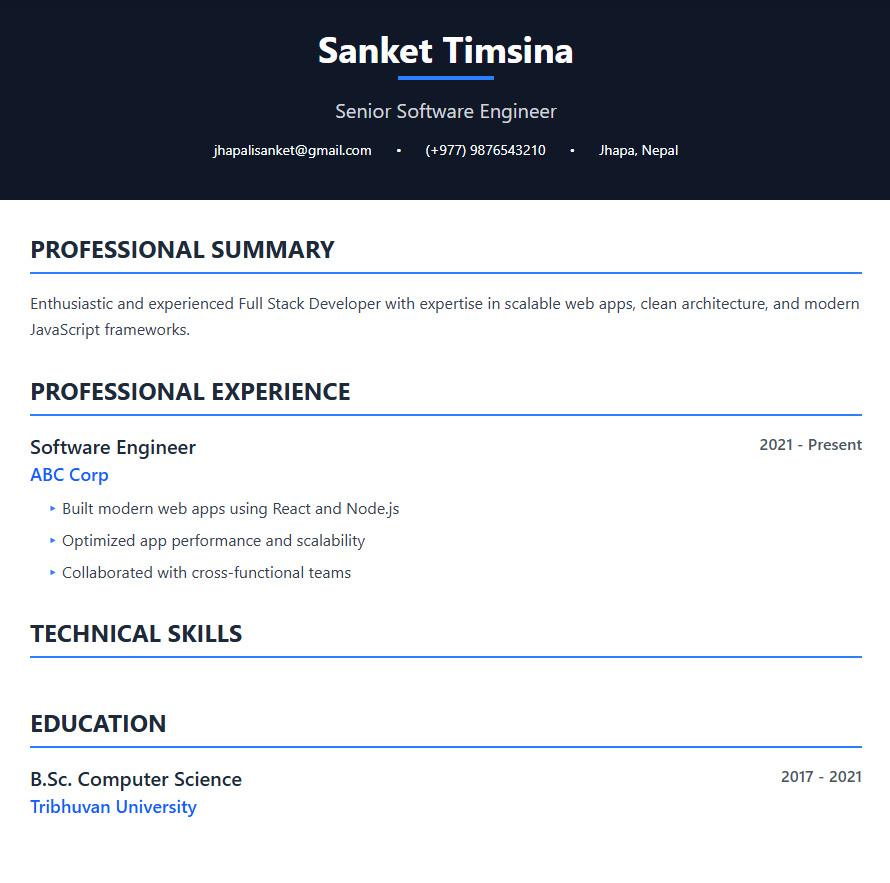 Sanket Timsina
Senior Software Engineer
jhapalisanket@gmail.com • (+977) 9876543210 • Jhapa, Nepal
PROFESSIONAL SUMMARY
Enthusiastic and experienced Full Stack Developer with expertise in scalable web apps, clean architecture, and modern
JavaScript frameworks.
PROFESSIONAL EXPERIENCE
Software Engineer 2021 - Present
ABC Corp
‣ Built modern web apps using React and Node.js
‣ Optimized app performance and scalability
‣ Collaborated with cross-functional teams
TECHNICAL SKILLS
EDUCATION
B.Sc. Computer Science 2017 - 2021
Tribhuvan University